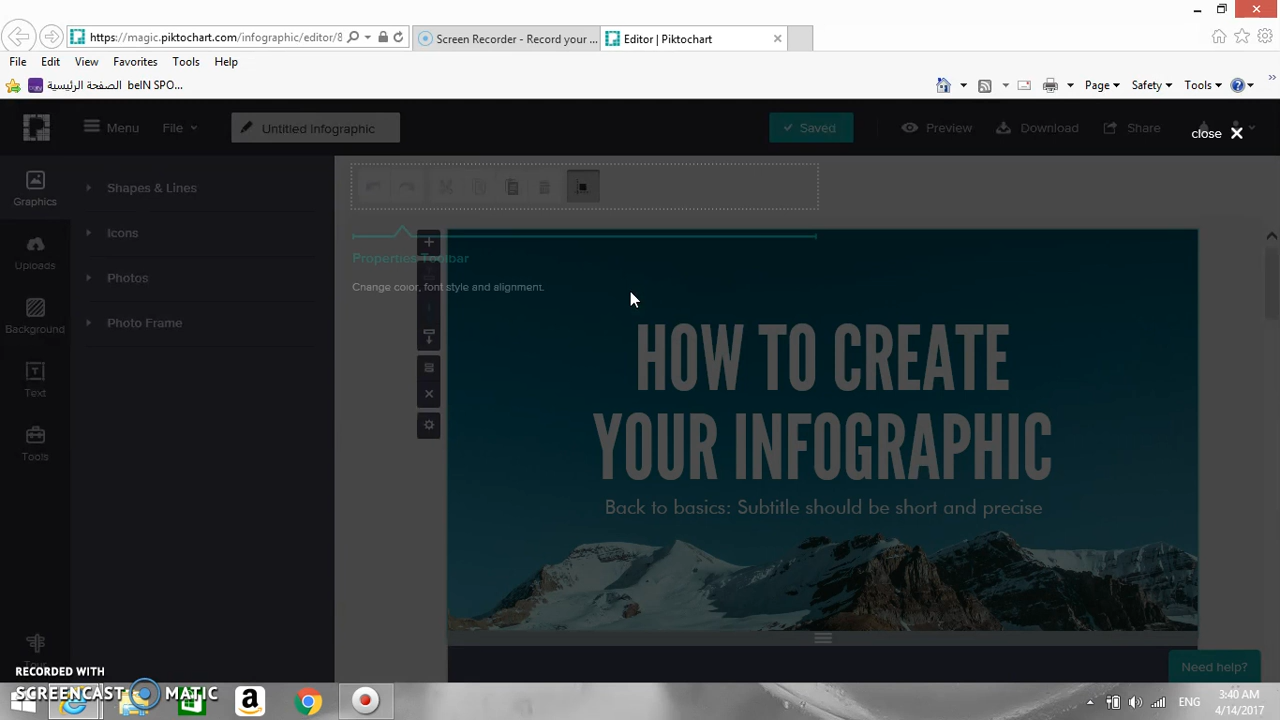 https://magic.piktochart.com/infographic/editor/8
Screen Recorder - Record your ...
Editor | Piktochart
File Edit View Favorites Tools Help
الصفحة الرئيسية beIN SPO...
Page Safety Tools
Menu File Untitled Infographic Saved Preview Download Share close
Graphics
Shapes & Lines
Icons
Uploads
Properties Toolbar
Photos
Change color, font style and alignment.
Background
Photo Frame
HOW TO CREATE
YOUR INFOGRAPHIC
Text
Tools
Back to basics: Subtitle should be short and precise
Tour
Need help?
RECORDED WITH
SCREENCAST MATIC
ENG
3:40 AM
4/14/2017